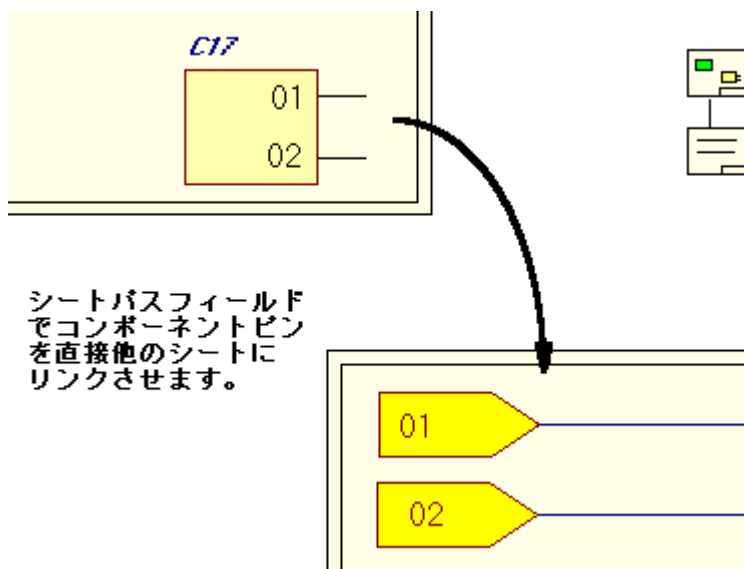 C17
01
02
シートパスフィールド
でコンポーネントピン
を直接他のシートに
リンクさせます。
01
02